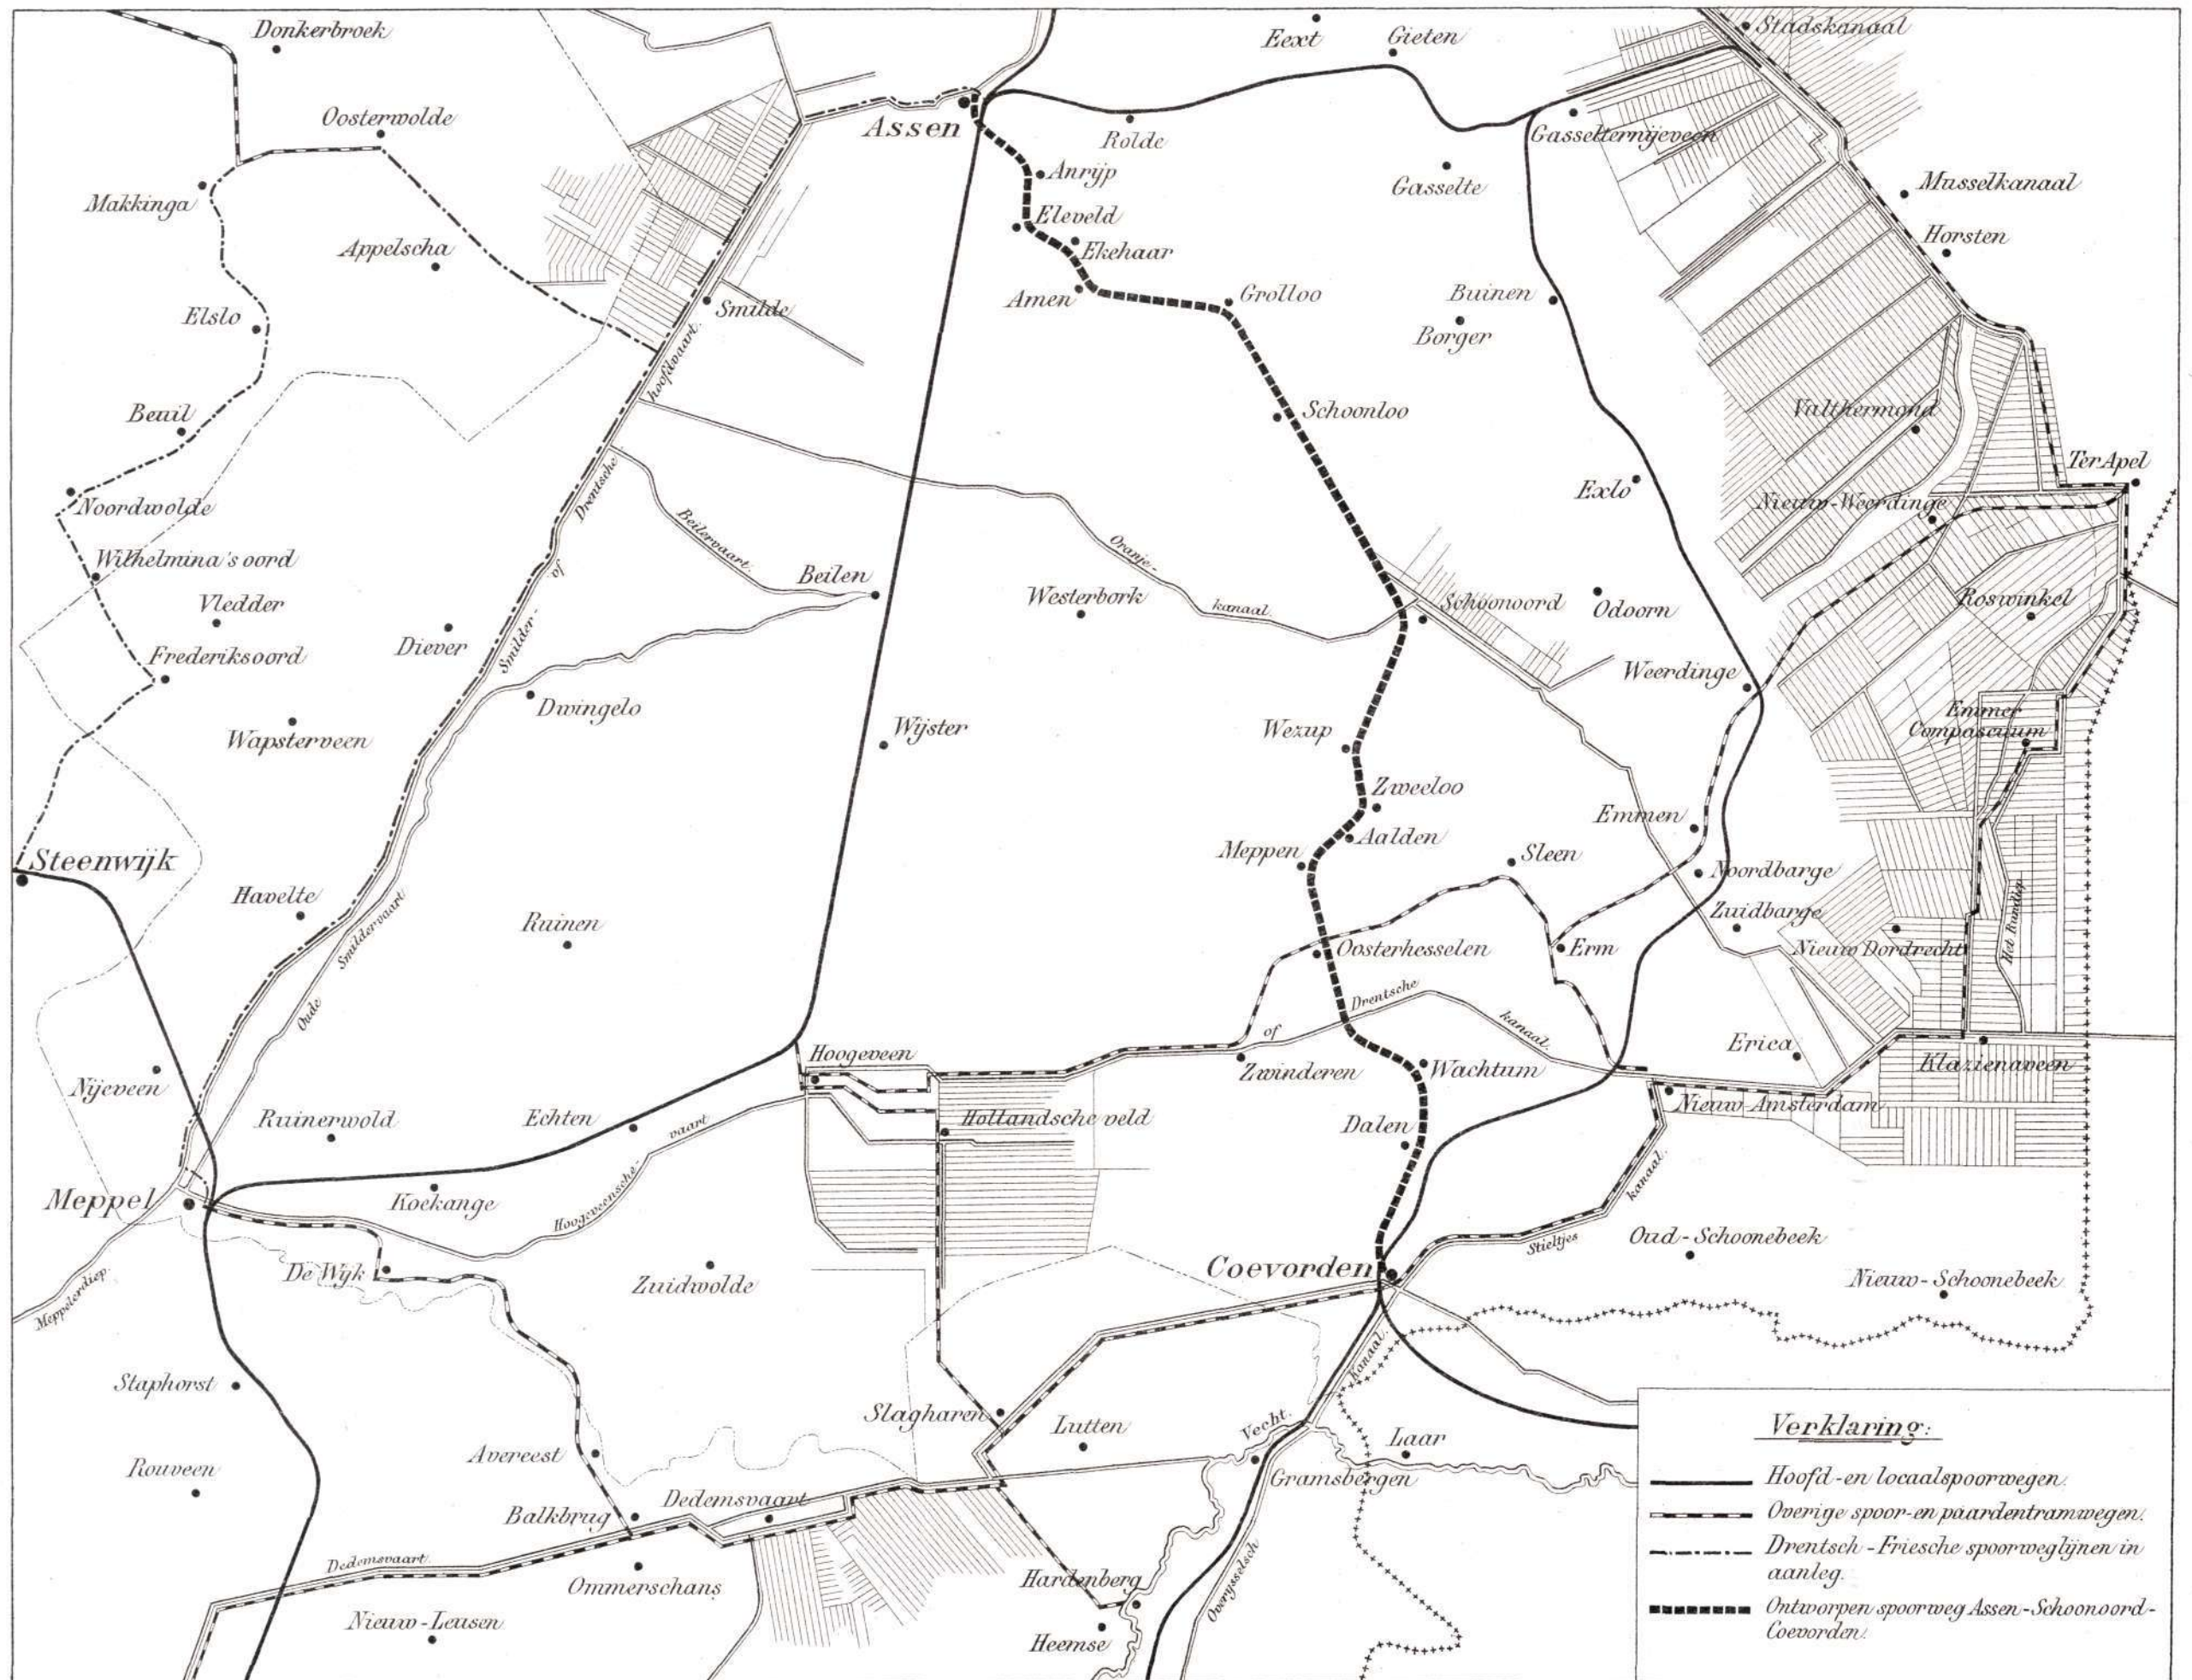 Donkerbroek
Eext
Gieten
Stadskanaal
Oosterwolde
Assen
Rolde
Gasselternijeveen
Anrijp
Gasselte
Musselkanaal
Makkinga
Eleveld
Ekehaar
Horsten
Appelscha
Amen
Grolloo
Buinen
Smilde
Elslo
Borger
hoofdvaart.
Beuil
Schoonloo
Valthermond
Ter Apel
Drentsche
Exlo
Noordwolde
Nieuw-Weerdinge
Beilervaart.
Oranje-
Wilhelmina's oord
of
Beilen
Westerbork
kanaal.
Schoonoord
Odoorn
Roswinkel
Vledder
Diever
Smilder-
Frederiksoord
Weerdinge
Dwingelo
Emmer
Compascuum
Wapsterveen
Wijster
Wezup
Zweeloo
Emmen
Aalden
Meppen
Sleen
Steenwijk
Noordbarge
Havelte
Smildervaart
Oude
Ruinen
Zuidbarge
Het Rundiep
Oosterhesselen
Erm
Nieuw Dordrecht
Drentsche
of
kanaal.
Hoogeveen
Erica
Klazienaveen
Nijeveen
Zwinderen
Wachtum
Nieuw-Amsterdam
Ruinerwold
Echten
vaart
Hollandsche veld
Dalen
Meppel
Koekange
Hoogeveensche-
kanaal.
Stieltjes
Oud-Schoonebeek
De Wijk
Zuidwolde
Coevorden
Nieuw-Schoonebeek
Meppelerdiep.
Kanaal.
Staphorst
Slagharen
Lutten
Vecht.
Laar
Gramsbergen
Avereest
Rouveen
Balkbrug
Dedemsvaart
Dedemsvaart.
Ommerschans
Hardenberg
Overijsselsch
Nieuw-Leusen
Heemse
Verklaring:
Hoofd-en locaalspoorwegen.
Overige spoor-en paardentramwegen.
Drentsch-Friesche spoorweglijnen in
aanleg.
Ontworpen spoorweg Assen-Schoonoord-
Coevorden.